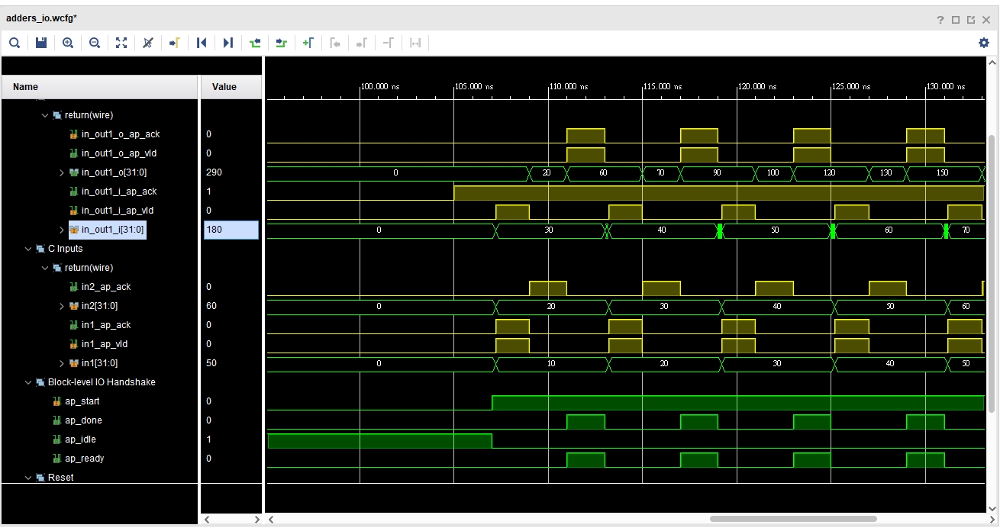 adders_io.wcfg*
Name Value
100.000 ns 105.000 ns 110.000 ns 115.000 ns 120.000 ns 125.000 ns 130.000 ns
return(wire)
in_out1_o_ap_ack 0
in_out1_o_ap_vld 0
in_out1_o[31:0] 290 0 20 60 70 90 100 120 130 150
in_out1_i_ap_ack 1
in_out1_i_ap_vld 0
in_out1_i[31:0] 180 0 30 40 50 60 70
C Inputs
return(wire)
in2_ap_ack 0
in2[31:0] 60 0 20 30 40 50 60
in1_ap_ack 0
in1_ap_vld 0
in1[31:0] 50 0 10 20 30 40 50
Block-level IO Handshake
ap_start 0
ap_done 0
ap_idle 1
ap_ready 0
Reset